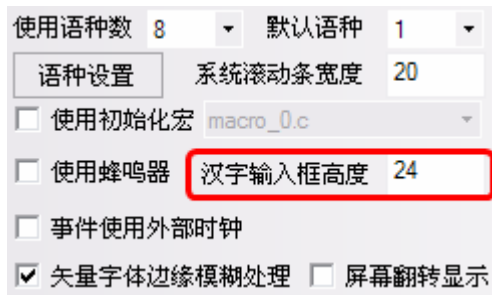 使用语种数 8 默认语种 1
语种设置 系统滚动条宽度 20
使用初始化宏 macro_0.c
使用蜂鸣器 汉字输入框高度 24
事件使用外部时钟
矢量字体边缘模糊处理 屏幕翻转显示